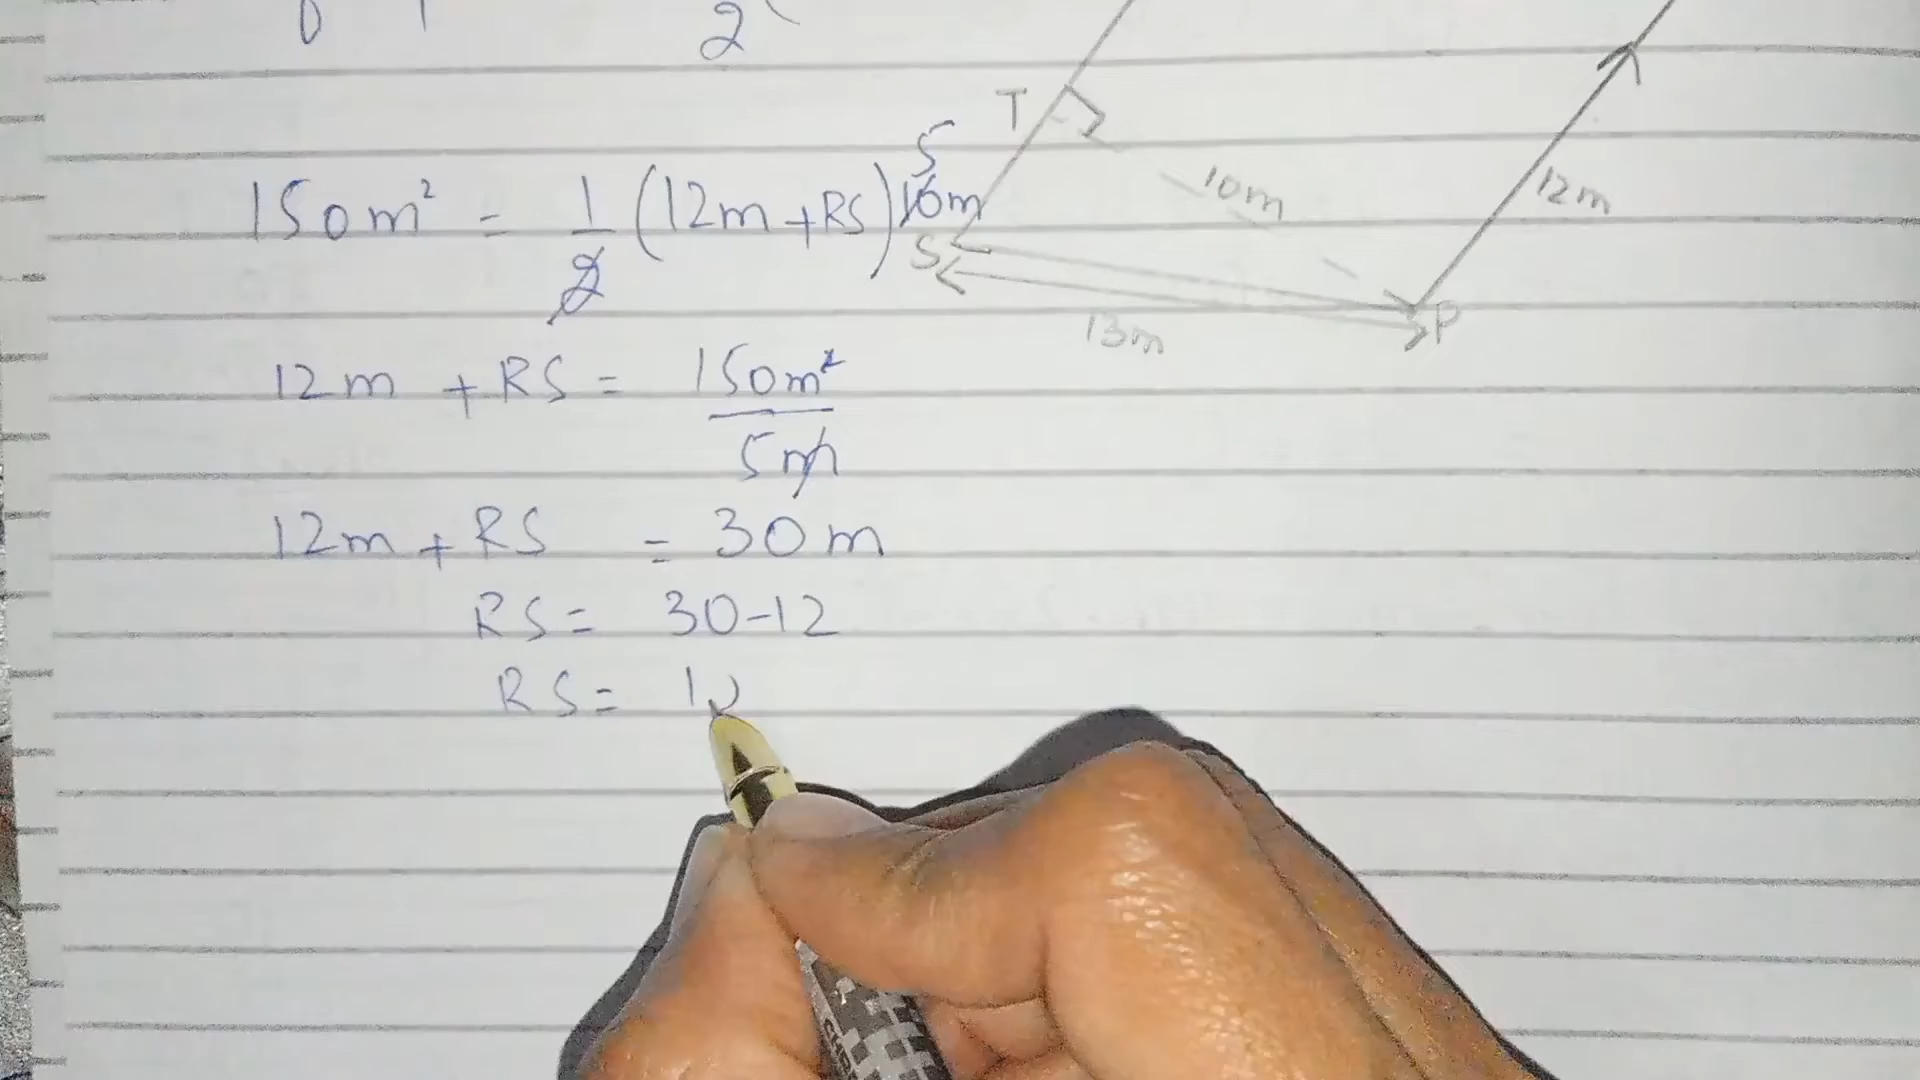 2
T
10m
12m
150m² = 1/2 (12m + RS) 10m 5
S
P
13m
12m + RS = 150m²/5m
12m + RS = 30m
RS = 30-12
RS =